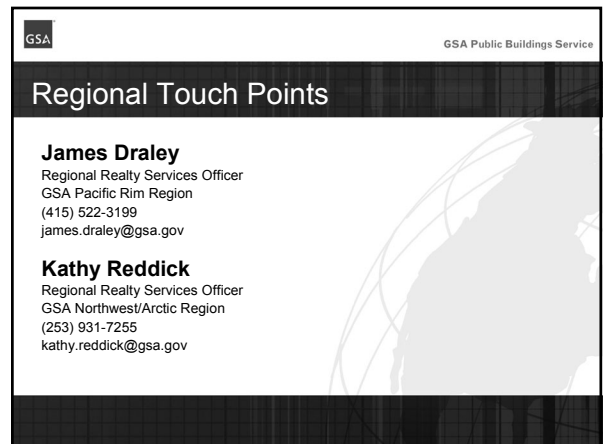 GSA
GSA Public Buildings Service
Regional Touch Points
James Draley
Regional Realty Services Officer
GSA Pacific Rim Region
(415) 522-3199
james.draley@gsa.gov
Kathy Reddick
Regional Realty Services Officer
GSA Northwest/Arctic Region
(253) 931-7255
kathy.reddick@gsa.gov